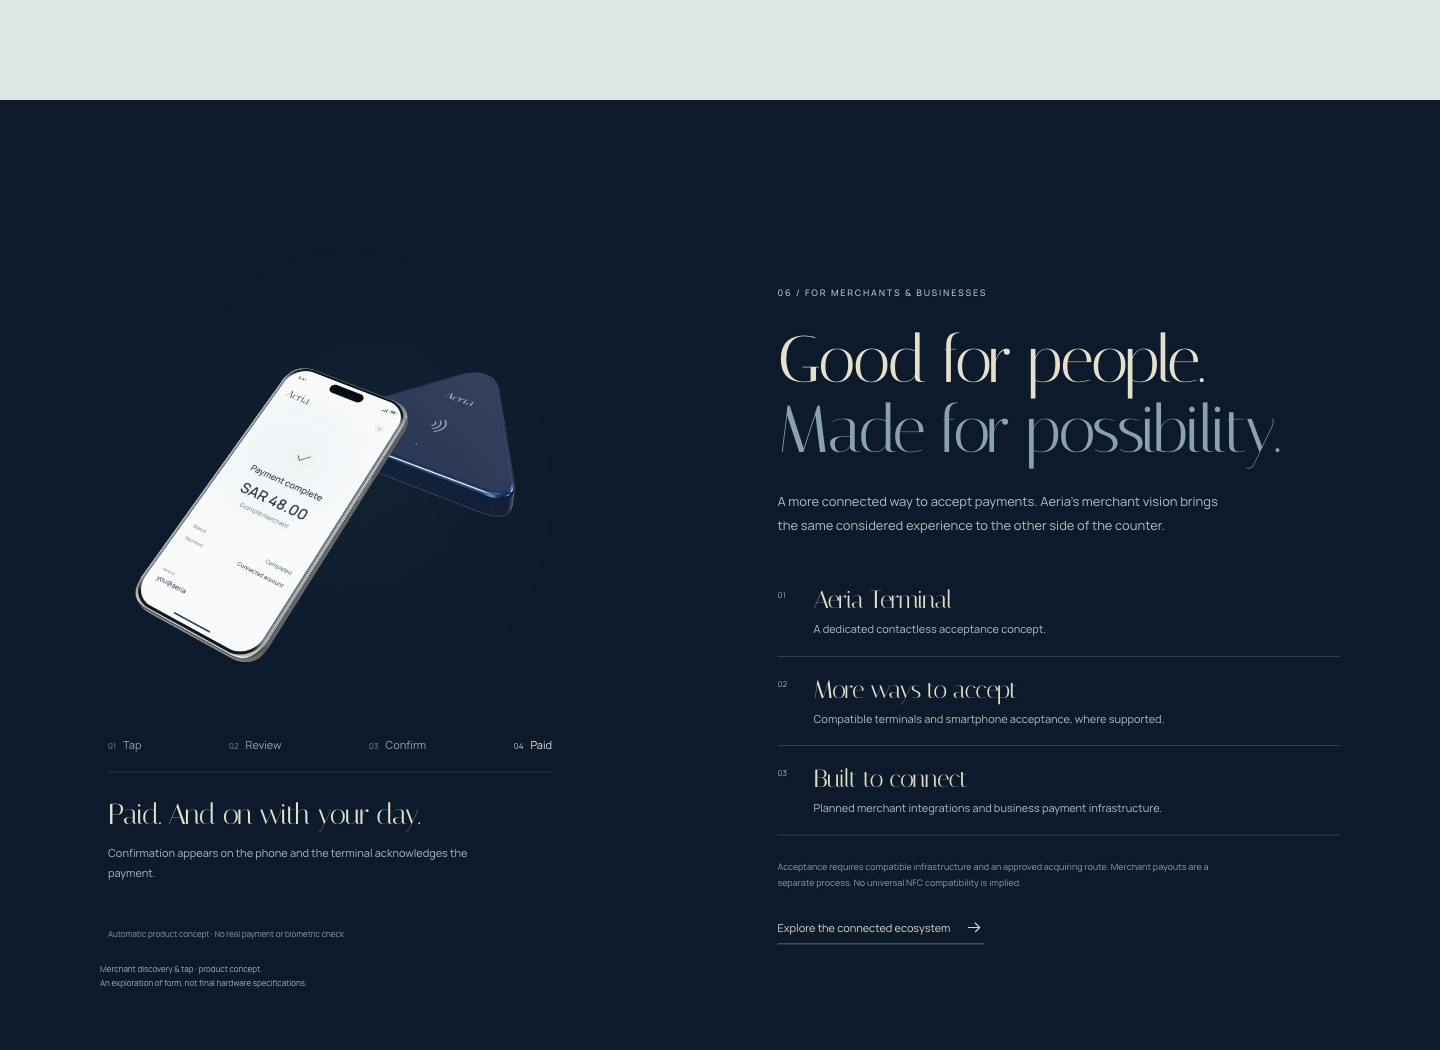 9:41
Aeria
Payment complete
SAR 48.00
Example merchant
Status
Completed
Paid from
Connected account
you@aeria
Aeria
01 Tap
02 Review
03 Confirm
04 Paid
Paid. And on with your day.
Confirmation appears on the phone and the terminal acknowledges the
payment.
Automatic product concept · No real payment or biometric check
Merchant discovery & tap · product concept.
An exploration of form, not final hardware specifications.
06 / FOR MERCHANTS & BUSINESSES
Good for people.
Made for possibility.
A more connected way to accept payments. Aeria's merchant vision brings
the same considered experience to the other side of the counter.
01 Aeria Terminal
A dedicated contactless acceptance concept.
02 More ways to accept
Compatible terminals and smartphone acceptance, where supported.
03 Built to connect
Planned merchant integrations and business payment infrastructure.
Acceptance requires compatible infrastructure and an approved acquiring route. Merchant payouts are a
separate process. No universal NFC compatibility is implied.
Explore the connected ecosystem